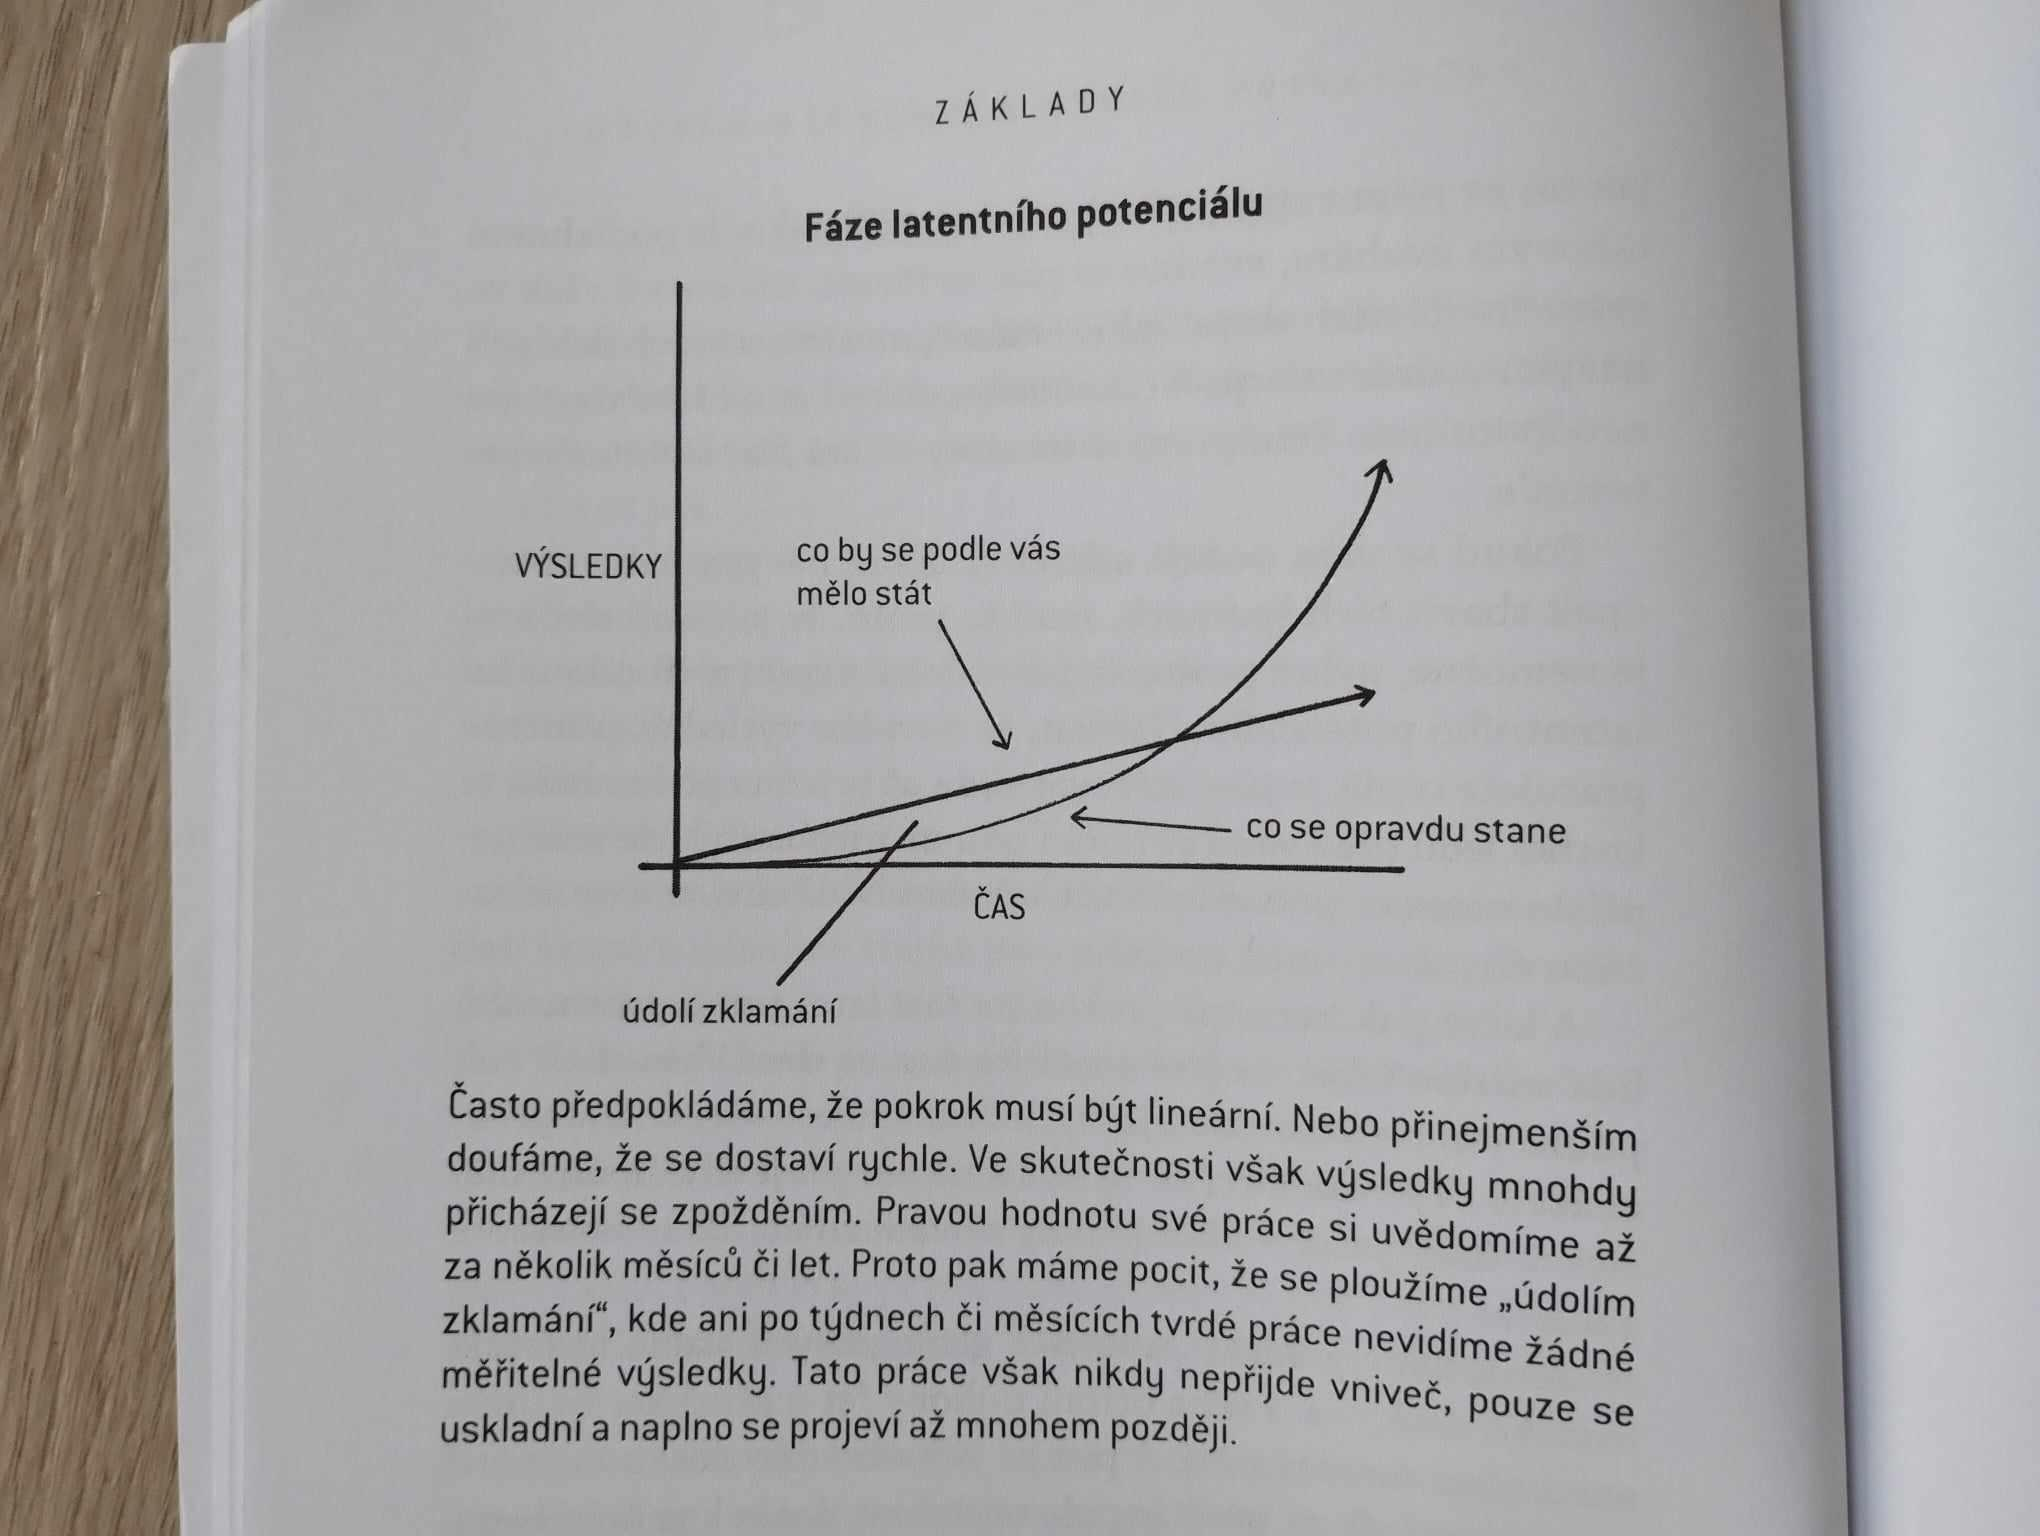 ZÁKLADY
Fáze latentního potenciálu
VÝSLEDKY
co by se podle vás
mělo stát
co se opravdu stane
ČAS
údolí zklamání
Často předpokládáme, že pokrok musí být lineární. Nebo přinejmenším
doufáme, že se dostaví rychle. Ve skutečnosti však výsledky mnohdy
přicházejí se zpožděním. Pravou hodnotu své práce si uvědomíme až
za několik měsíců či let. Proto pak máme pocit, že se ploužíme „údolím
zklamání“, kde ani po týdnech či měsících tvrdé práce nevidíme žádné
měřitelné výsledky. Tato práce však nikdy nepřijde vniveč, pouze se
uskladní a naplno se projeví až mnohem později.